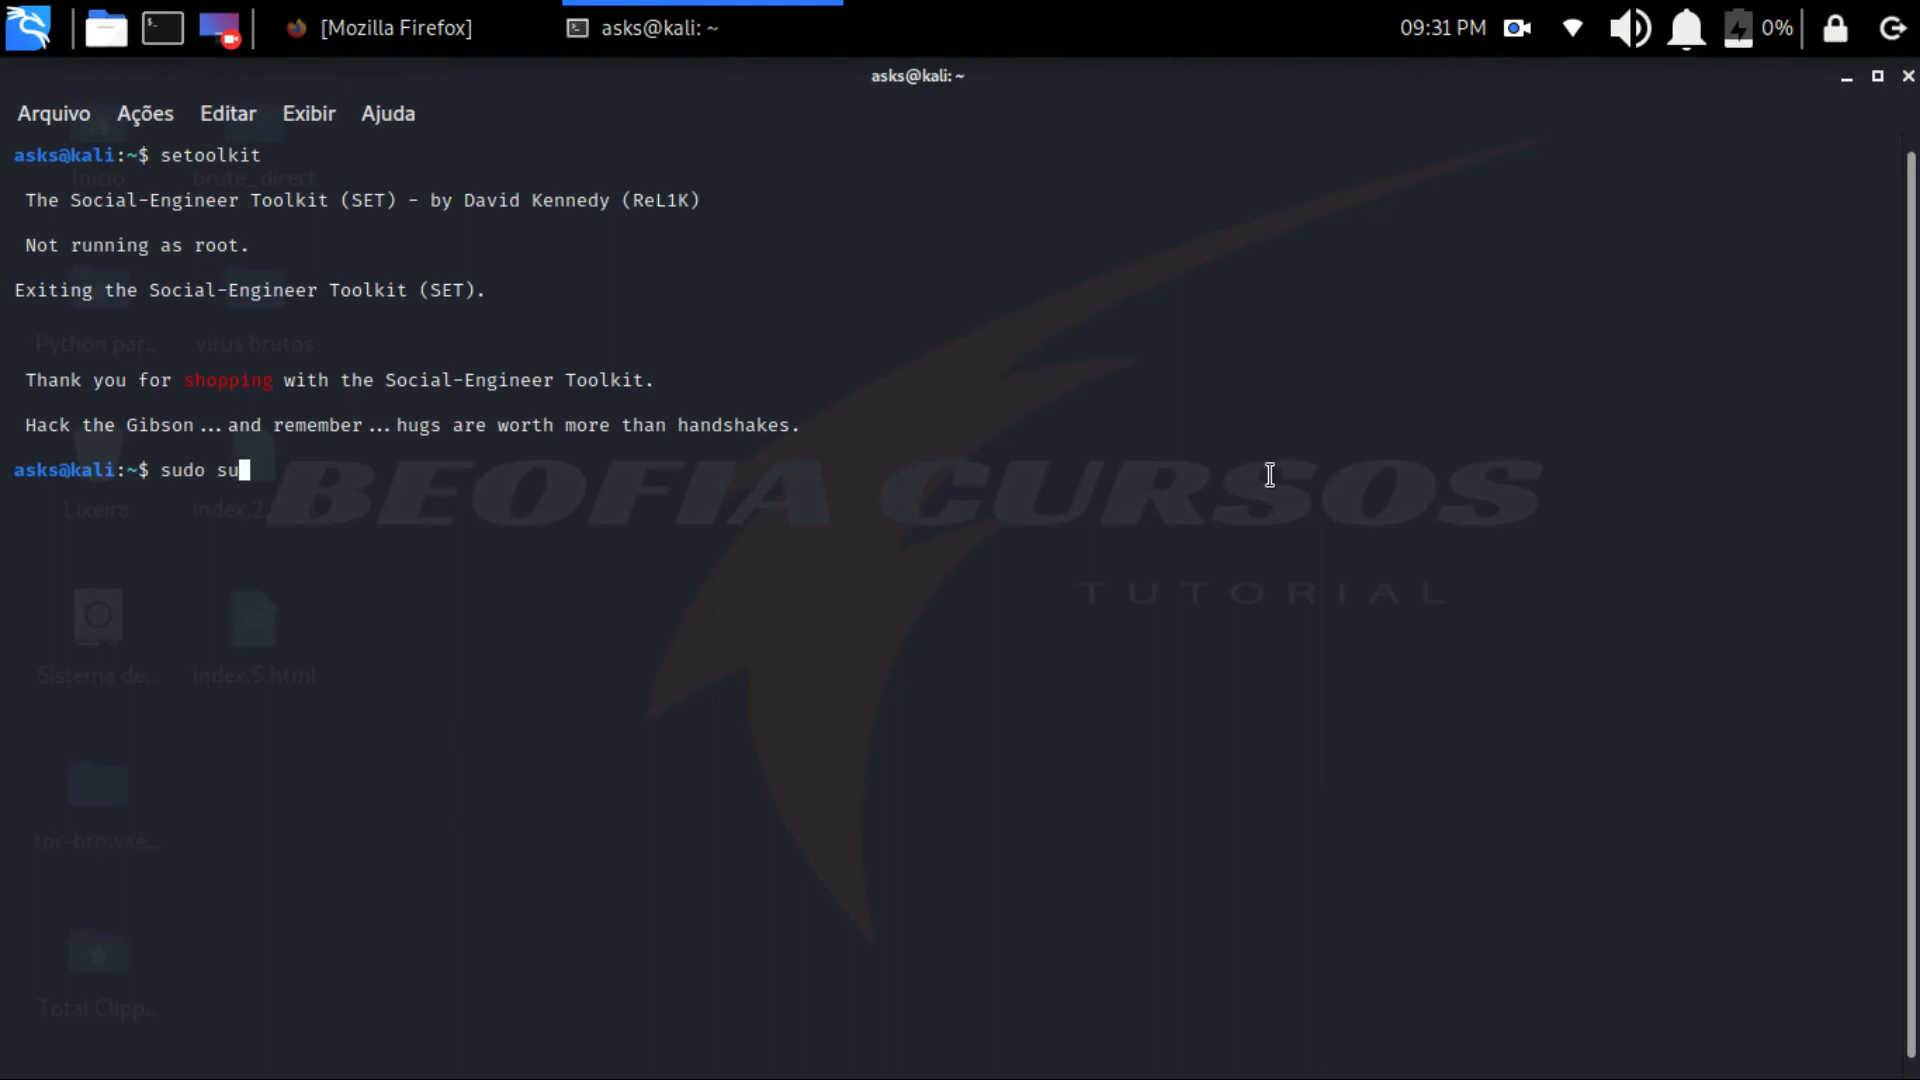 [Mozilla Firefox]
asks@kali: ~
09:31 PM
0%
asks@kali: ~
Arquivo Ações Editar Exibir Ajuda
asks@kali:~$ setoolkit
Início
brute_direct
The Social-Engineer Toolkit (SET) - by David Kennedy (ReL1K)
Not running as root.
Exiting the Social-Engineer Toolkit (SET).
Python par...
virus brutos
Thank you for shopping with the Social-Engineer Toolkit.
Hack the Gibson...and remember...hugs are worth more than handshakes.
asks@kali:~$ sudo su
BEOFIA CURSOS
Lixeira
TUTORIAL
Sistema de...
index.5.html
tor-browse...
Total Clipp...